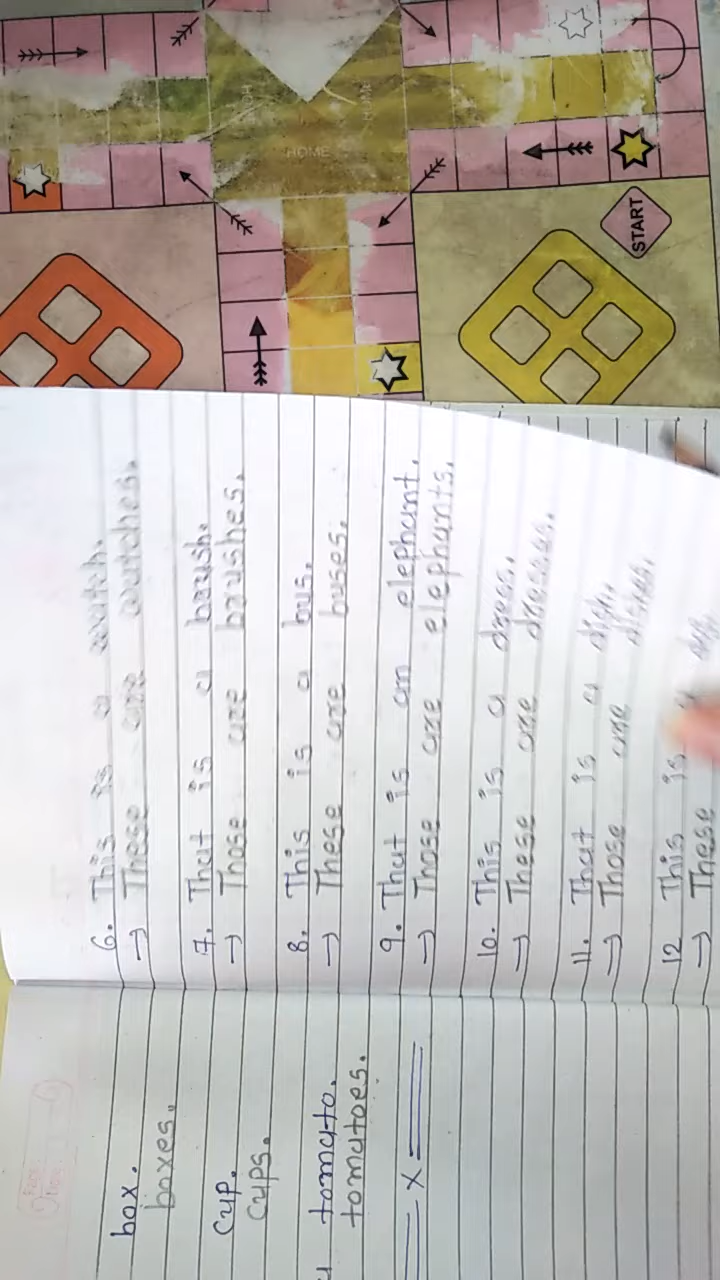 HOME
START
box.
boxes.
cup.
cups.
tomato.
tomatoes.
x
6. This is a watch.
→ These are watches.
7. That is a brush.
→ Those are brushes.
8. This is a bus.
→ These are buses.
9. That is an elephant.
→ Those are elephants.
10. This is a dress.
→ These are dresses.
11. That is a dish.
→ Those are dishes.
12 This is
→ These are